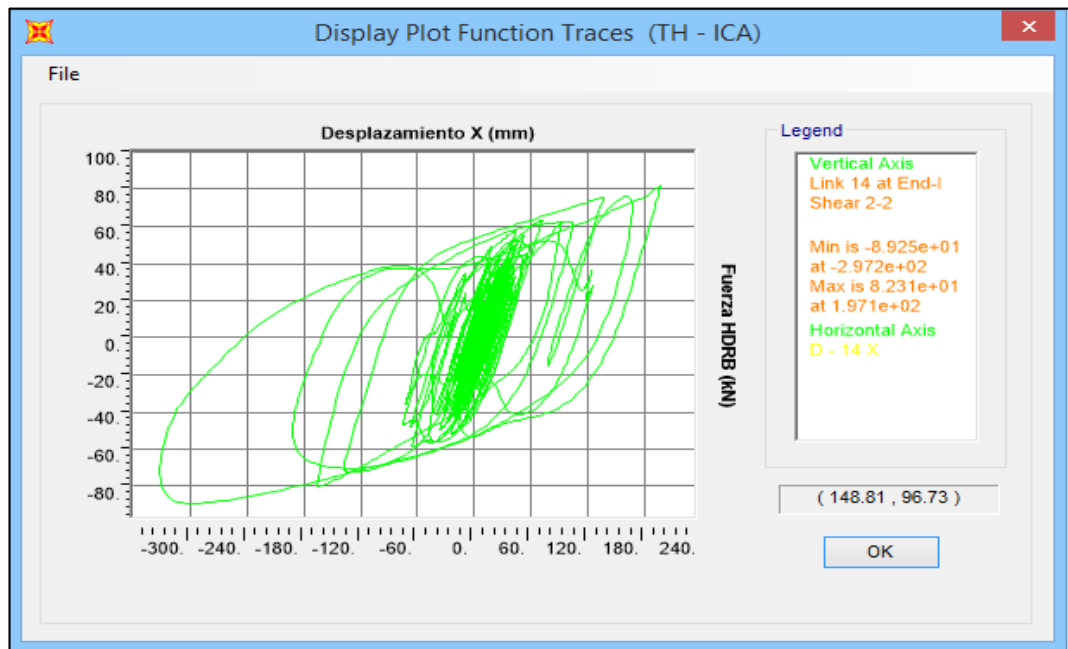 Display Plot Function Traces (TH - ICA)
File
Desplazamiento X (mm)
100.
80.
60.
40.
20.
0.
-20.
-40.
-60.
-80.
-300. -240. -180. -120. -60. 0. 60. 120. 180. 240.
Fuerza HDRB (kN)
Legend
Vertical Axis
Link 14 at End-I
Shear 2-2
Min is -8.925e+01
at -2.972e+02
Max is 8.231e+01
at 1.971e+02
Horizontal Axis
D - 14 X
( 148.81 , 96.73 )
OK